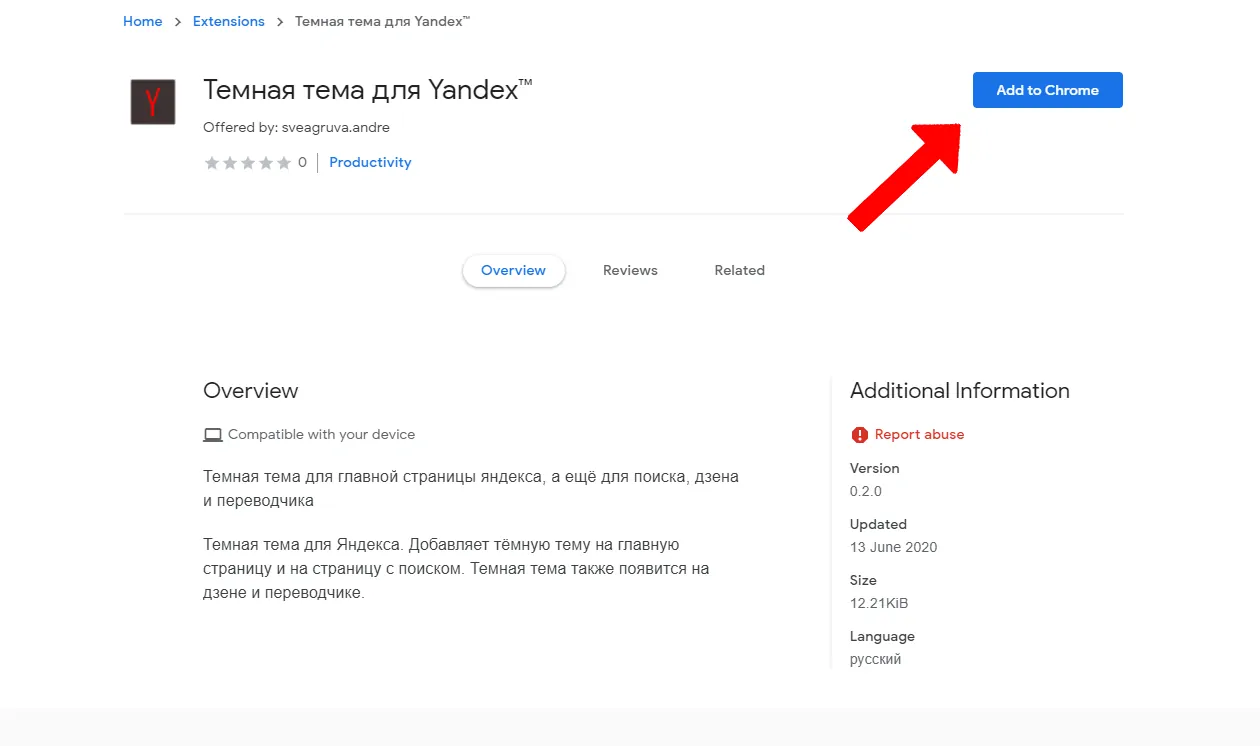 Home > Extensions > Темная тема для Yandex™
Темная тема для Yandex™
Add to Chrome
Offered by: sveagruva.andre
0 | Productivity
Overview
Reviews
Related
Overview
Compatible with your device
Темная тема для главной страницы яндекса, а ещё для поиска, дзена
и переводчика
Темная тема для Яндекса. Добавляет тёмную тему на главную
страницу и на страницу с поиском. Темная тема также появится на
дзене и переводчике.
Additional Information
Report abuse
Version
0.2.0
Updated
13 June 2020
Size
12.21KiB
Language
русский